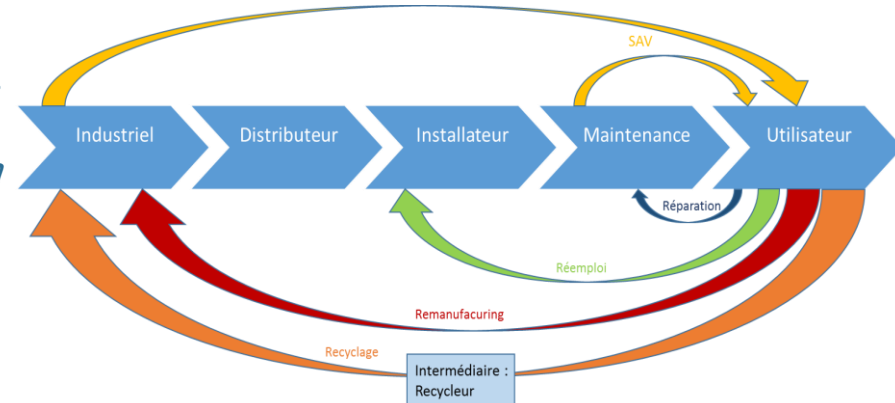 SAV
Industriel
Distributeur
Installateur
Maintenance
Utilisateur
Réparation
Réemploi
Remanufacuring
Recyclage
Intermédiaire :
Recycleur